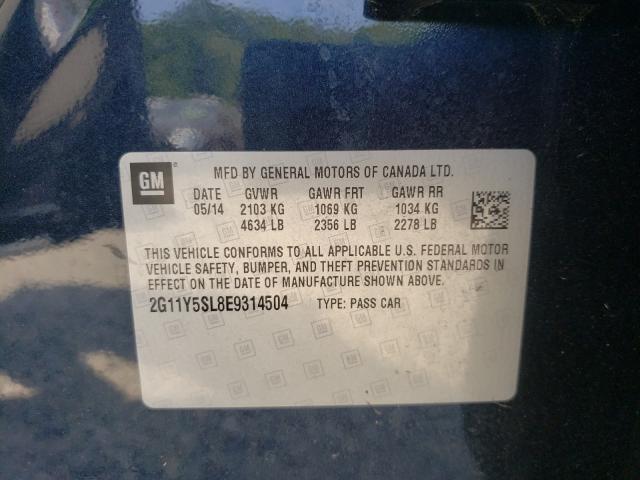 GM
MFD BY GENERAL MOTORS OF CANADA LTD.
DATE GVWR GAWR FRT GAWR RR
05/14 2103 KG 1069 KG 1034 KG
4634 LB 2356 LB 2278 LB
THIS VEHICLE CONFORMS TO ALL APPLICABLE U.S. FEDERAL MOTOR
VEHICLE SAFETY, BUMPER, AND THEFT PREVENTION STANDARDS IN
EFFECT ON THE DATE OF MANUFACTURE SHOWN ABOVE.
2G11Y5SL8E9314504 TYPE: PASS CAR